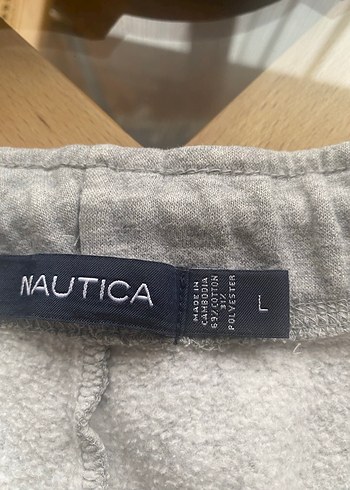 NAUTICA
MADE IN
CAMBODIA
69% COTTON
31%
POLYESTER
L